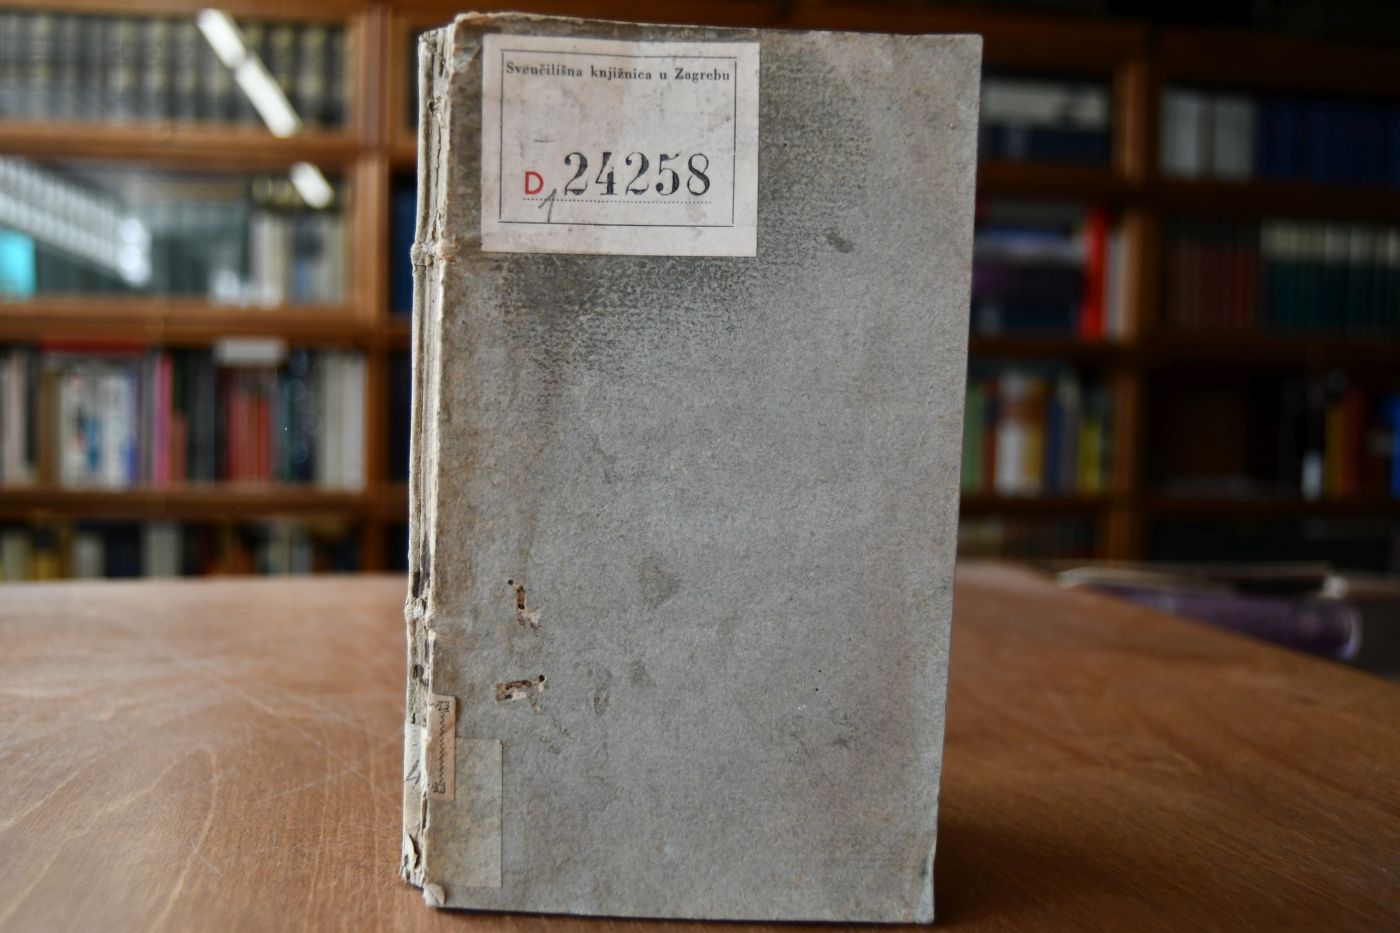 Sveučilišna knjižnica u Zagrebu
D 24258